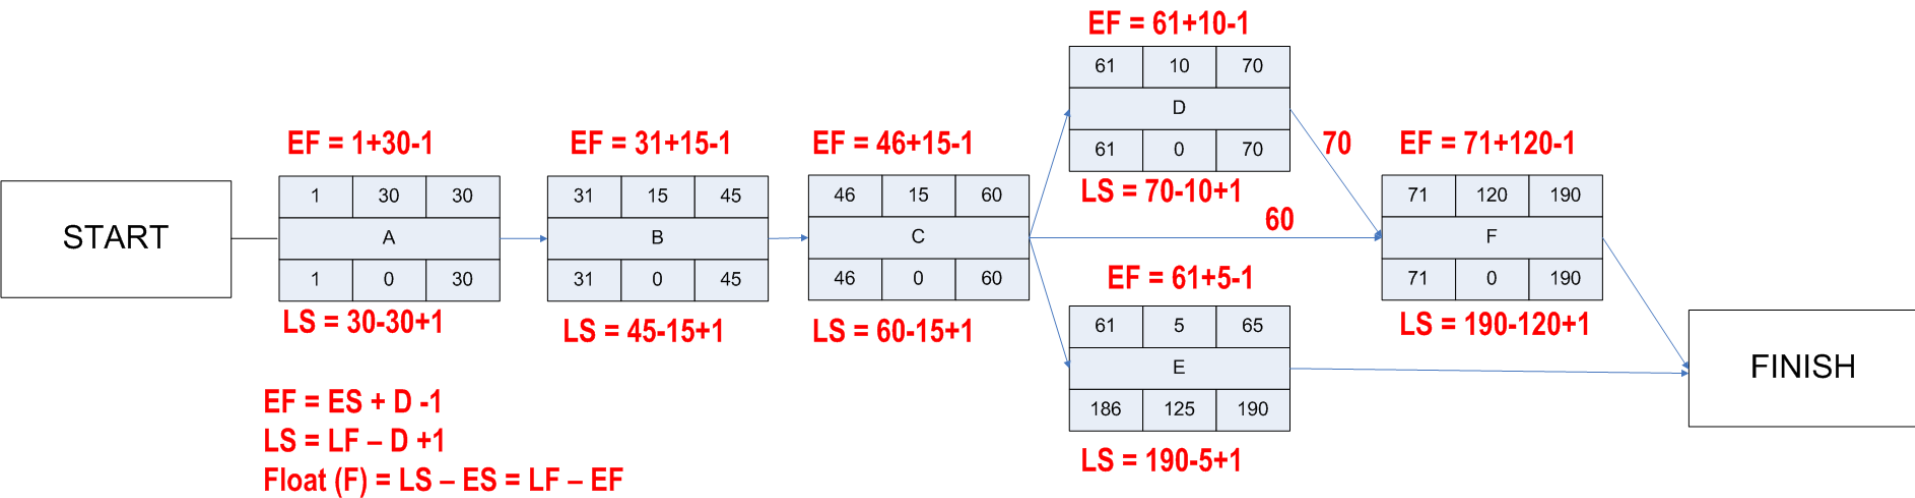 START
EF = 1+30-1
1 30 30
A
1 0 30
LS = 30-30+1
EF = 31+15-1
31 15 45
B
31 0 45
LS = 45-15+1
EF = 46+15-1
46 15 60
C
46 0 60
LS = 60-15+1
EF = 61+10-1
61 10 70
D
61 0 70
LS = 70-10+1
70
60
EF = 61+5-1
61 5 65
E
186 125 190
LS = 190-5+1
EF = 71+120-1
71 120 190
F
71 0 190
LS = 190-120+1
FINISH
EF = ES + D -1
LS = LF – D +1
Float (F) = LS – ES = LF – EF